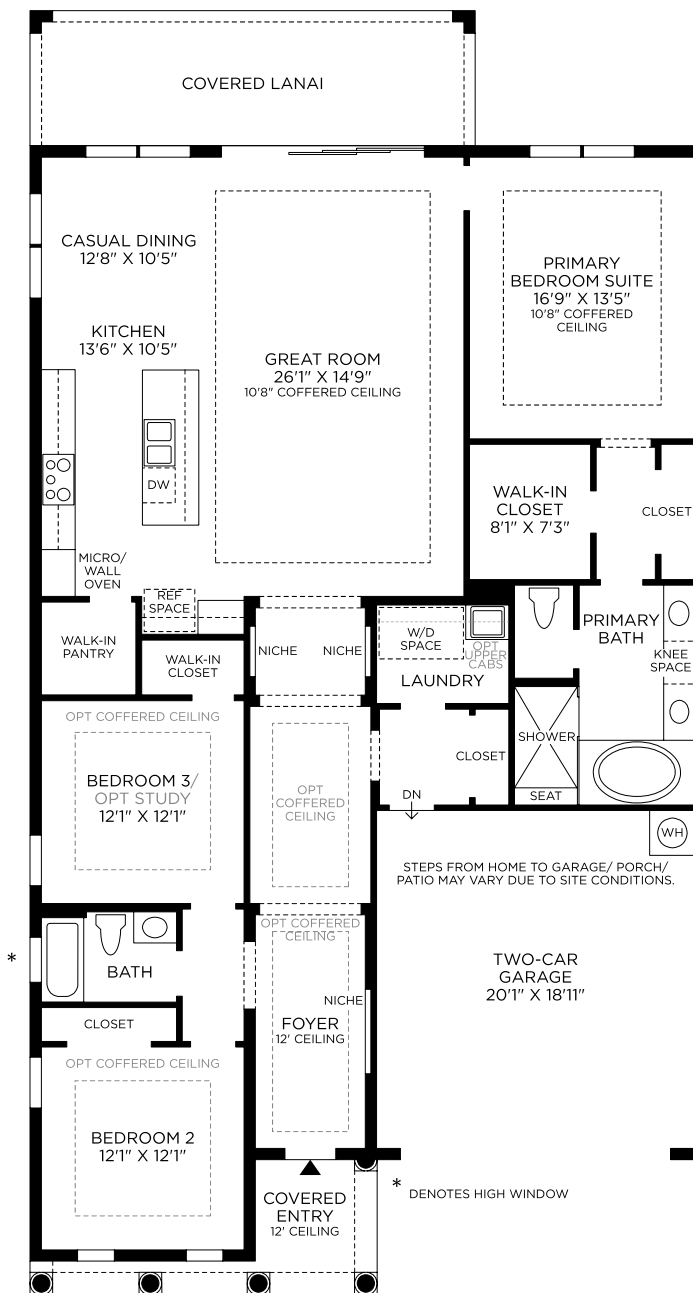 COVERED LANAI
CASUAL DINING
12'8" X 10'5"
PRIMARY
BEDROOM SUITE
16'9" X 13'5"
10'8" COFFERED
CEILING
KITCHEN
13'6" X 10'5"
GREAT ROOM
26'1" X 14'9"
10'8" COFFERED CEILING
DW
WALK-IN
CLOSET
8'1" X 7'3"
CLOSET
MICRO/
WALL
OVEN
REF
SPACE
WALK-IN
PANTRY
WALK-IN
CLOSET
NICHE
NICHE
W/D
SPACE
OPT
UPPER
CABS
LAUNDRY
PRIMARY
BATH
KNEE
SPACE
OPT COFFERED CEILING
BEDROOM 3/
OPT STUDY
12'1" X 12'1"
OPT
COFFERED
CEILING
CLOSET
DN
SHOWER
SEAT
WH
STEPS FROM HOME TO GARAGE/ PORCH/
PATIO MAY VARY DUE TO SITE CONDITIONS.
*
BATH
OPT COFFERED
CEILING
NICHE
FOYER
12' CEILING
TWO-CAR
GARAGE
20'1" X 18'11"
CLOSET
OPT COFFERED CEILING
BEDROOM 2
12'1" X 12'1"
COVERED
ENTRY
12' CEILING
* DENOTES HIGH WINDOW